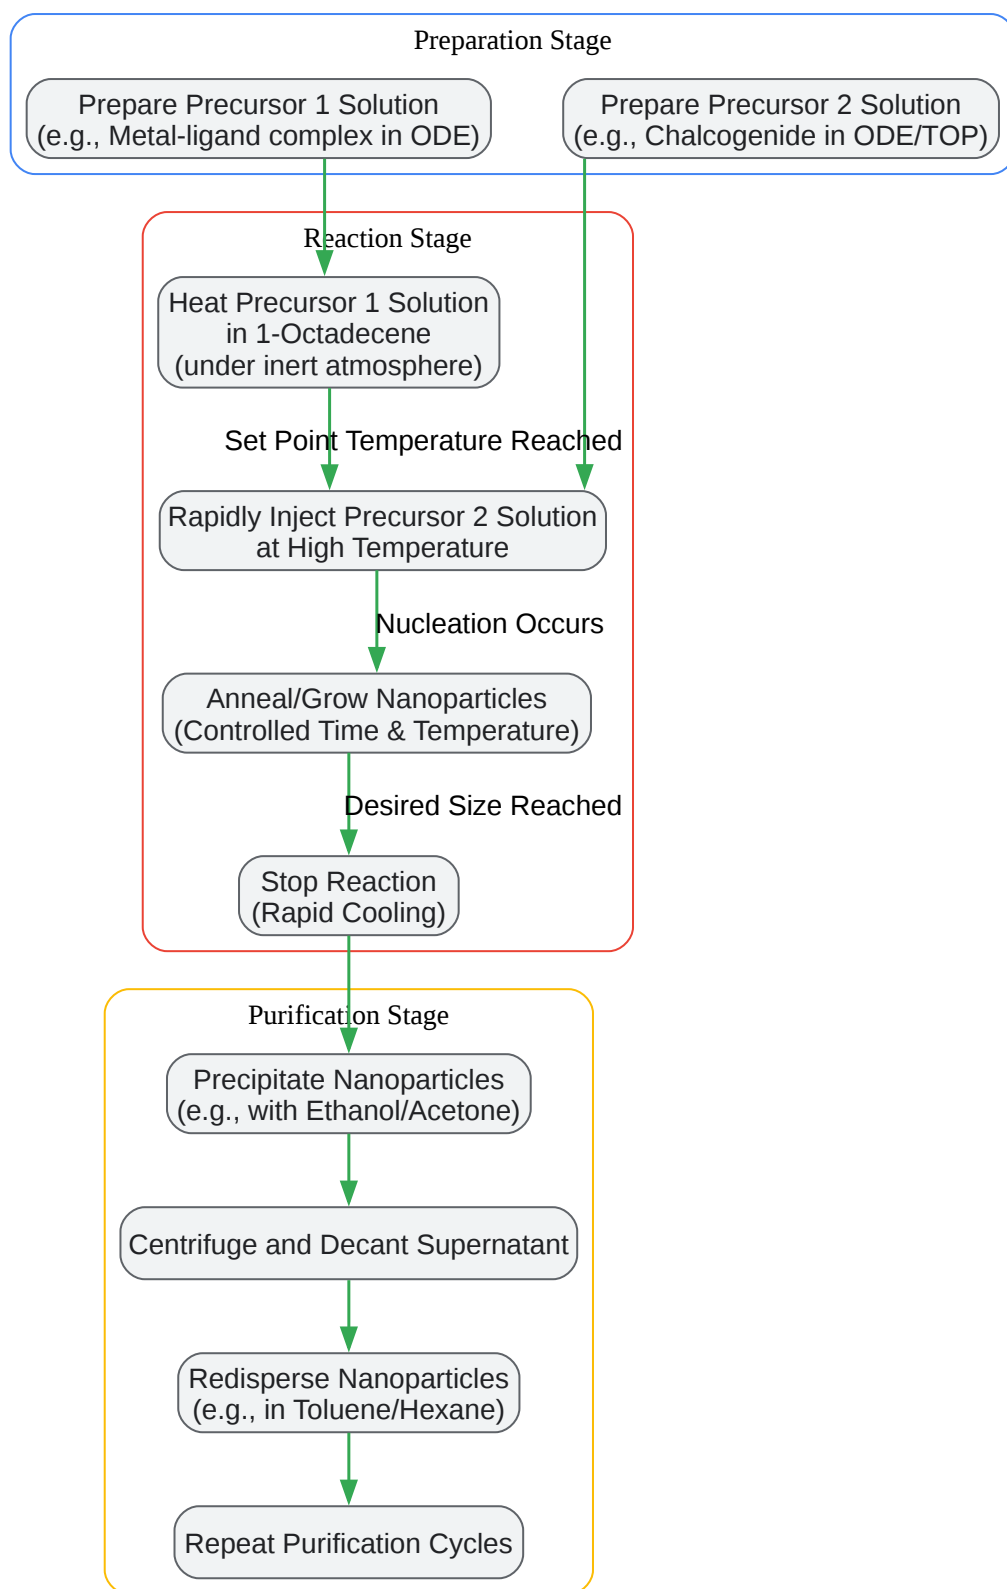 Preparation Stage
Prepare Precursor 1 Solution
(e.g., Metal-ligand complex in ODE)
Prepare Precursor 2 Solution
(e.g., Chalcogenide in ODE/TOP)
Reaction Stage
Heat Precursor 1 Solution
in 1-Octadecene
(under inert atmosphere)
Set Point Temperature Reached
Rapidly Inject Precursor 2 Solution
at High Temperature
Nucleation Occurs
Anneal/Grow Nanoparticles
(Controlled Time & Temperature)
Desired Size Reached
Stop Reaction
(Rapid Cooling)
Purification Stage
Precipitate Nanoparticles
(e.g., with Ethanol/Acetone)
Centrifuge and Decant Supernatant
Redisperse Nanoparticles
(e.g., in Toluene/Hexane)
Repeat Purification Cycles